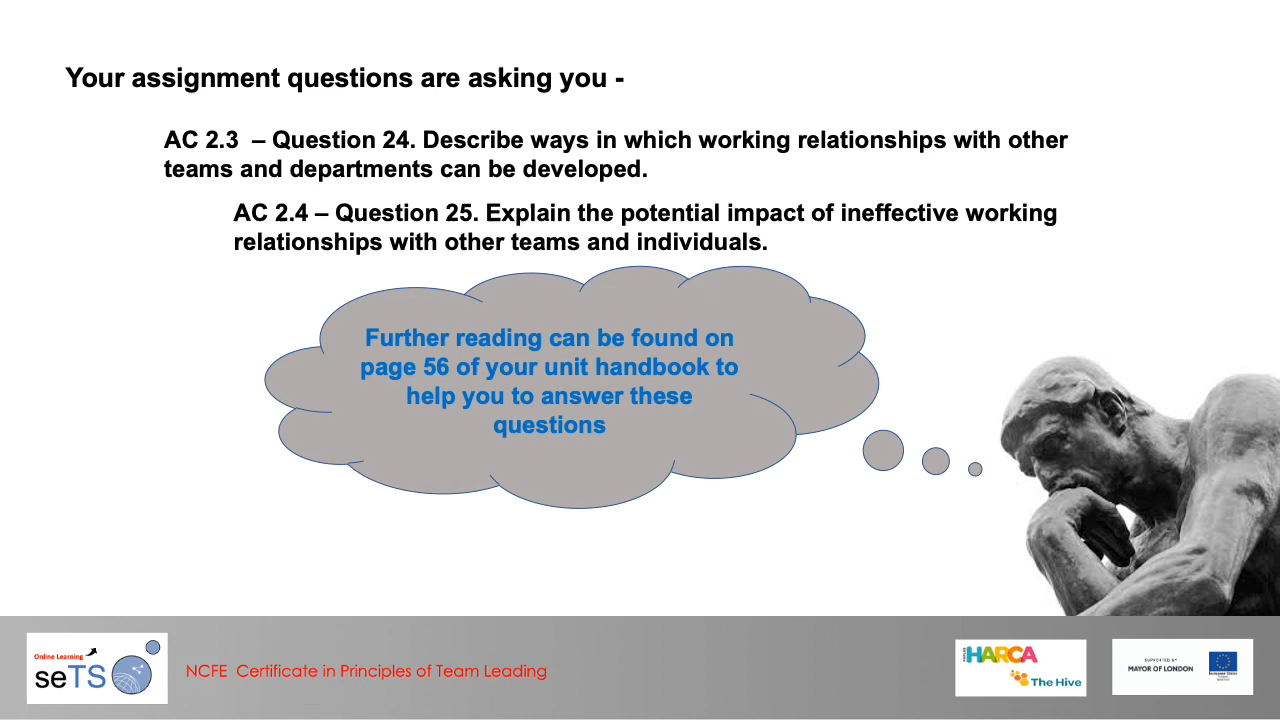 Your assignment questions are asking you -
AC 2.3 – Question 24. Describe ways in which working relationships with other
teams and departments can be developed.
AC 2.4 – Question 25. Explain the potential impact of ineffective working
relationships with other teams and individuals.
Further reading can be found on
page 56 of your unit handbook to
help you to answer these
questions
Online Learning
seTS
NCFE Certificate in Principles of Team Leading
HARCA
The Hive
SUPPORTED BY
MAYOR OF LONDON
European Union